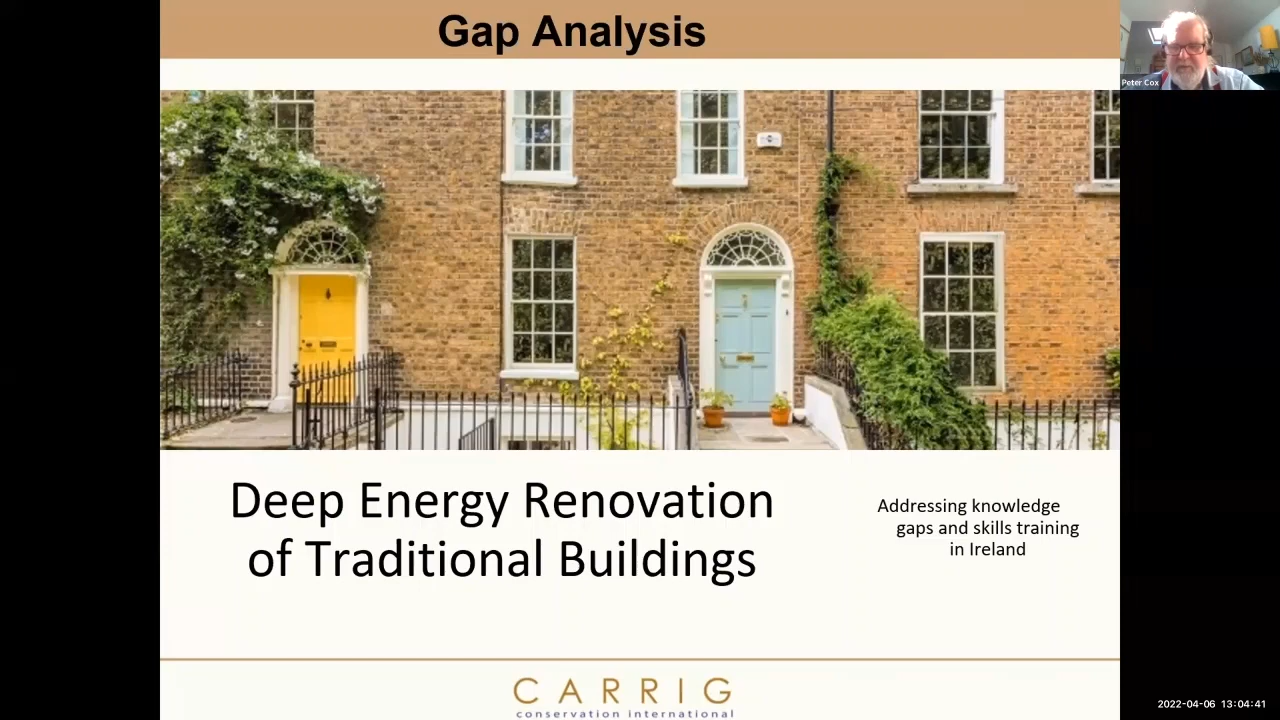 Gap Analysis
Peter Cox
Deep Energy Renovation
of Traditional Buildings
Addressing knowledge
gaps and skills training
in Ireland
CARRIG
conservation international
2022-04-06 13:04:41